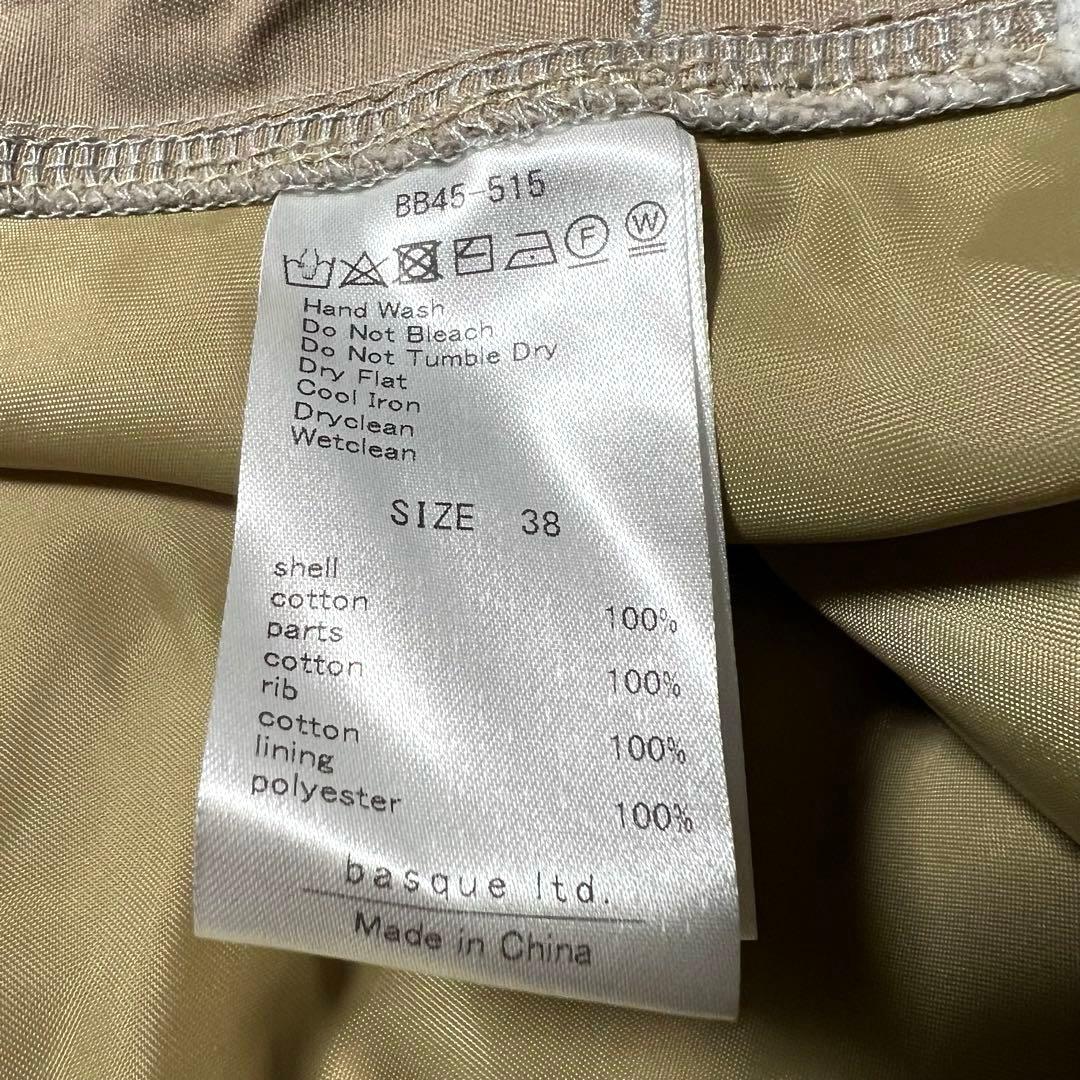 BB45-515
F W
Hand Wash
Do Not Bleach
Do Not Tumble Dry
Dry Flat
Cool Iron
Dryclean
Wetclean
SIZE 38
shell
cotton 100%
parts
cotton 100%
rib
cotton 100%
lining
polyester 100%
basque ltd.
Made in China